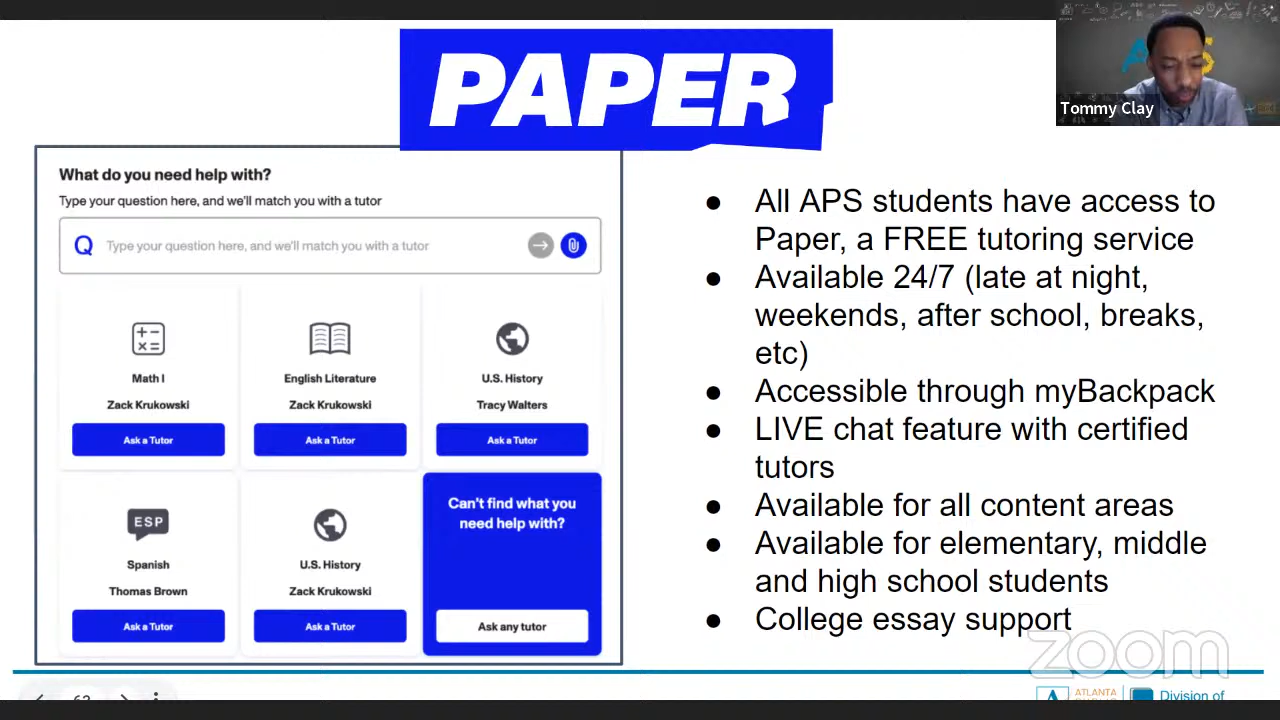 PAPER
Tommy Clay
What do you need help with?
Type your question here, and we'll match you with a tutor
Q Type your question here, and we'll match you with a tutor
Math I
Zack Krukowski
Ask a Tutor
English Literature
Zack Krukowski
Ask a Tutor
U.S. History
Tracy Walters
Ask a Tutor
ESP
Spanish
Thomas Brown
Ask a Tutor
U.S. History
Zack Krukowski
Ask a Tutor
Can't find what you
need help with?
Ask any tutor
● All APS students have access to
Paper, a FREE tutoring service
● Available 24/7 (late at night,
weekends, after school, breaks,
etc)
● Accessible through myBackpack
● LIVE chat feature with certified
tutors
● Available for all content areas
● Available for elementary, middle
and high school students
● College essay support
zoom
ATLANTA
Division of